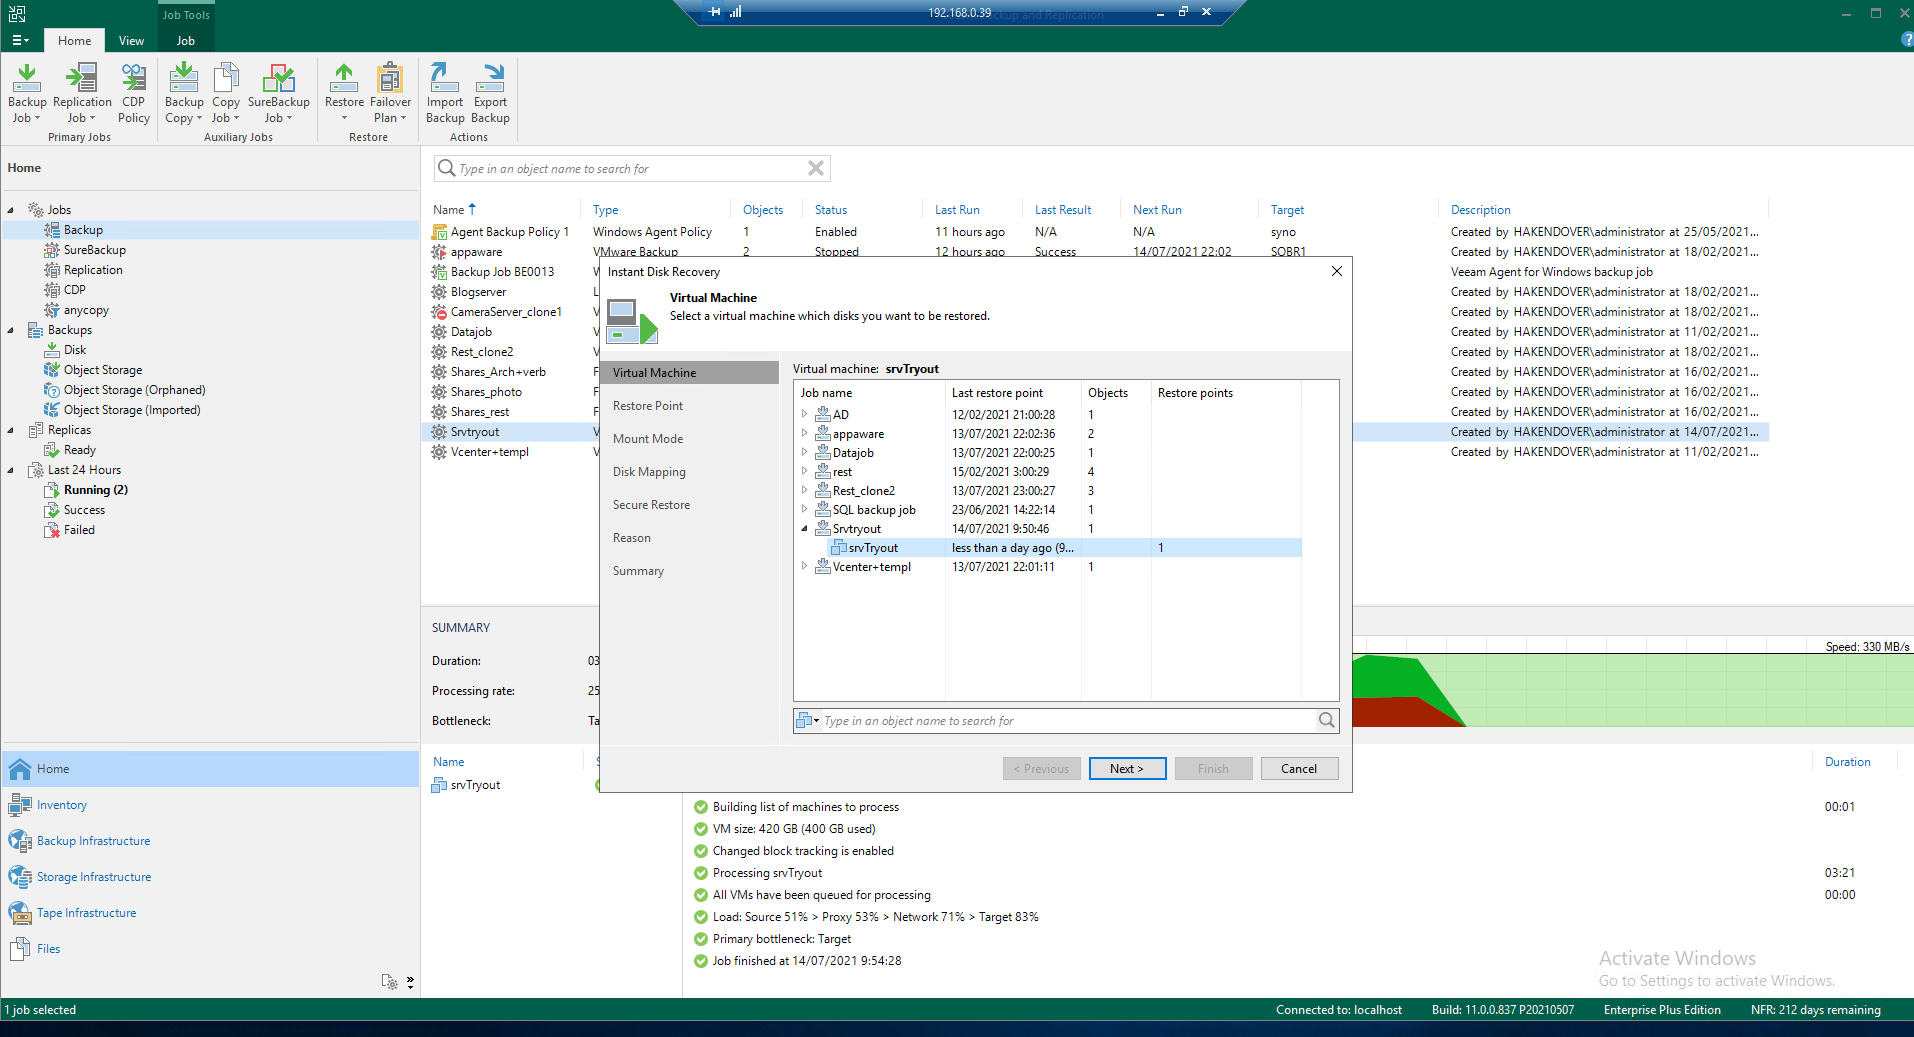 Job Tools
192.168.0.39
ckup and Replication
Home
View
Job
Backup Job
Replication Job
CDP Policy
Backup Copy
Copy Job
SureBackup Job
Restore
Failover Plan
Import Backup
Export Backup
Primary Jobs
Auxiliary Jobs
Restore
Actions
Home
Jobs
Backup
SureBackup
Replication
CDP
anycopy
Backups
Disk
Object Storage
Object Storage (Orphaned)
Object Storage (Imported)
Replicas
Ready
Last 24 Hours
Running (2)
Success
Failed
Home
Inventory
Backup Infrastructure
Storage Infrastructure
Tape Infrastructure
Files
Type in an object name to search for
Name Type Objects Status Last Run Last Result Next Run Target Description
Agent Backup Policy 1 Windows Agent Policy 1 Enabled 11 hours ago N/A N/A syno Created by HAKENDOVER\administrator at 25/05/2021...
appaware VMware Backup 2 Stopped 12 hours ago Success 14/07/2021 22:02 SOBR1 Created by HAKENDOVER\administrator at 18/02/2021...
Backup Job BE0013 Veeam Agent for Windows backup job
Blogserver Created by HAKENDOVER\administrator at 18/02/2021...
CameraServer_clone1 Created by HAKENDOVER\administrator at 18/02/2021...
Datajob Created by HAKENDOVER\administrator at 11/02/2021...
Rest_clone2 Created by HAKENDOVER\administrator at 18/02/2021...
Shares_Arch+verb Created by HAKENDOVER\administrator at 16/02/2021...
Shares_photo Created by HAKENDOVER\administrator at 16/02/2021...
Shares_rest Created by HAKENDOVER\administrator at 16/02/2021...
Srvtryout Created by HAKENDOVER\administrator at 14/07/2021...
Vcenter+templ Created by HAKENDOVER\administrator at 11/02/2021...
Instant Disk Recovery
Virtual Machine
Select a virtual machine which disks you want to be restored.
Virtual Machine
Restore Point
Mount Mode
Disk Mapping
Secure Restore
Reason
Summary
Virtual machine: srvTryout
Job name Last restore point Objects Restore points
AD 12/02/2021 21:00:28 1
appaware 13/07/2021 22:02:36 2
Datajob 13/07/2021 22:00:25 1
rest 15/02/2021 3:00:29 4
Rest_clone2 13/07/2021 23:00:27 3
SQL backup job 23/06/2021 14:22:14 1
Srvtryout 14/07/2021 9:50:46 1
srvTryout less than a day ago (9... 1
Vcenter+templ 13/07/2021 22:01:11 1
Type in an object name to search for
< Previous
Next >
Finish
Cancel
SUMMARY
Duration: 03
Processing rate: 25
Bottleneck: Ta
Speed: 330 MB/s
Name
Duration
srvTryout
Building list of machines to process 00:01
VM size: 420 GB (400 GB used)
Changed block tracking is enabled
Processing srvTryout 03:21
All VMs have been queued for processing 00:00
Load: Source 51% > Proxy 53% > Network 71% > Target 83%
Primary bottleneck: Target
Job finished at 14/07/2021 9:54:28
Activate Windows
Go to Settings to activate Windows.
1 job selected
Connected to: localhost
Build: 11.0.0.837 P20210507
Enterprise Plus Edition
NFR: 212 days remaining